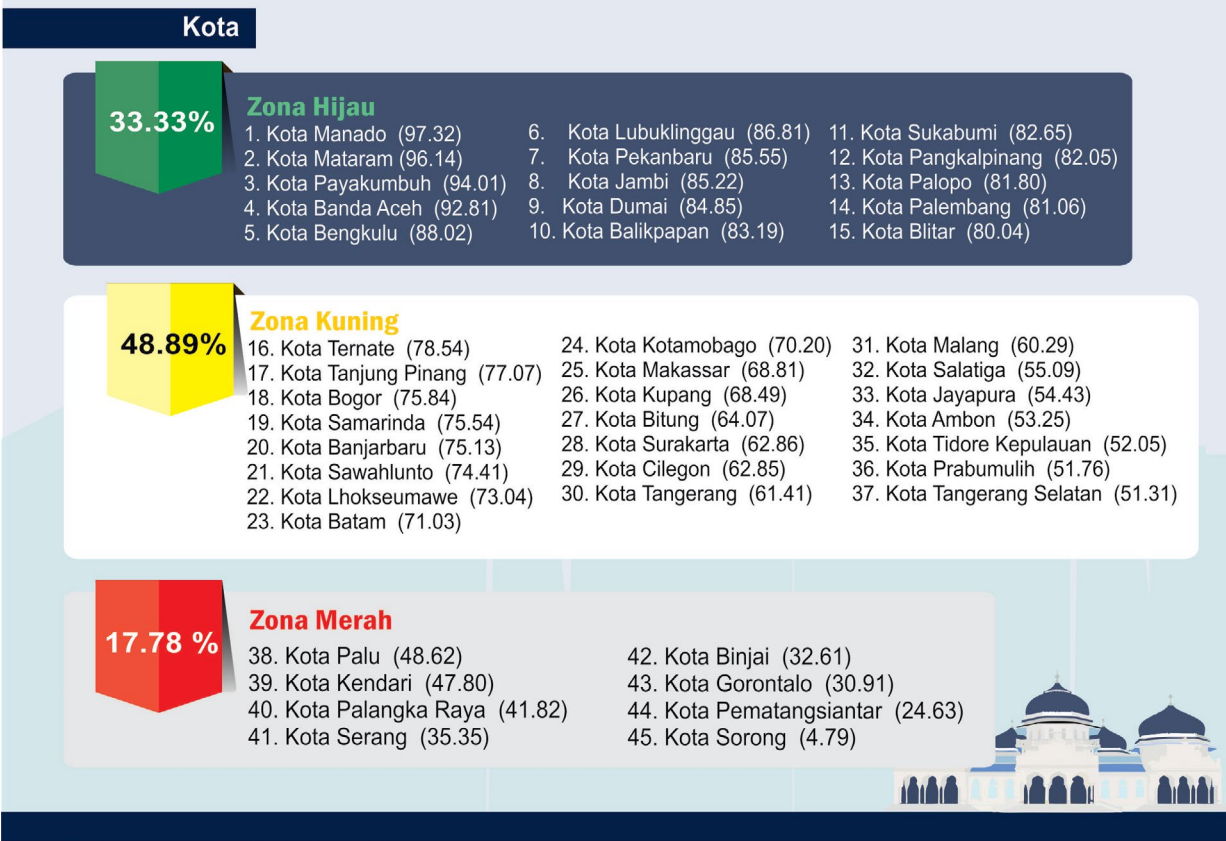 Kota
33.33%
Zona Hijau
1. Kota Manado (97.32)
2. Kota Mataram (96.14)
3. Kota Payakumbuh (94.01)
4. Kota Banda Aceh (92.81)
5. Kota Bengkulu (88.02)
6. Kota Lubuklinggau (86.81)
7. Kota Pekanbaru (85.55)
8. Kota Jambi (85.22)
9. Kota Dumai (84.85)
10. Kota Balikpapan (83.19)
11. Kota Sukabumi (82.65)
12. Kota Pangkalpinang (82.05)
13. Kota Palopo (81.80)
14. Kota Palembang (81.06)
15. Kota Blitar (80.04)
48.89%
Zona Kuning
16. Kota Ternate (78.54)
17. Kota Tanjung Pinang (77.07)
18. Kota Bogor (75.84)
19. Kota Samarinda (75.54)
20. Kota Banjarbaru (75.13)
21. Kota Sawahlunto (74.41)
22. Kota Lhokseumawe (73.04)
23. Kota Batam (71.03)
24. Kota Kotamobago (70.20)
25. Kota Makassar (68.81)
26. Kota Kupang (68.49)
27. Kota Bitung (64.07)
28. Kota Surakarta (62.86)
29. Kota Cilegon (62.85)
30. Kota Tangerang (61.41)
31. Kota Malang (60.29)
32. Kota Salatiga (55.09)
33. Kota Jayapura (54.43)
34. Kota Ambon (53.25)
35. Kota Tidore Kepulauan (52.05)
36. Kota Prabumulih (51.76)
37. Kota Tangerang Selatan (51.31)
17.78 %
Zona Merah
38. Kota Palu (48.62)
39. Kota Kendari (47.80)
40. Kota Palangka Raya (41.82)
41. Kota Serang (35.35)
42. Kota Binjai (32.61)
43. Kota Gorontalo (30.91)
44. Kota Pematangsiantar (24.63)
45. Kota Sorong (4.79)